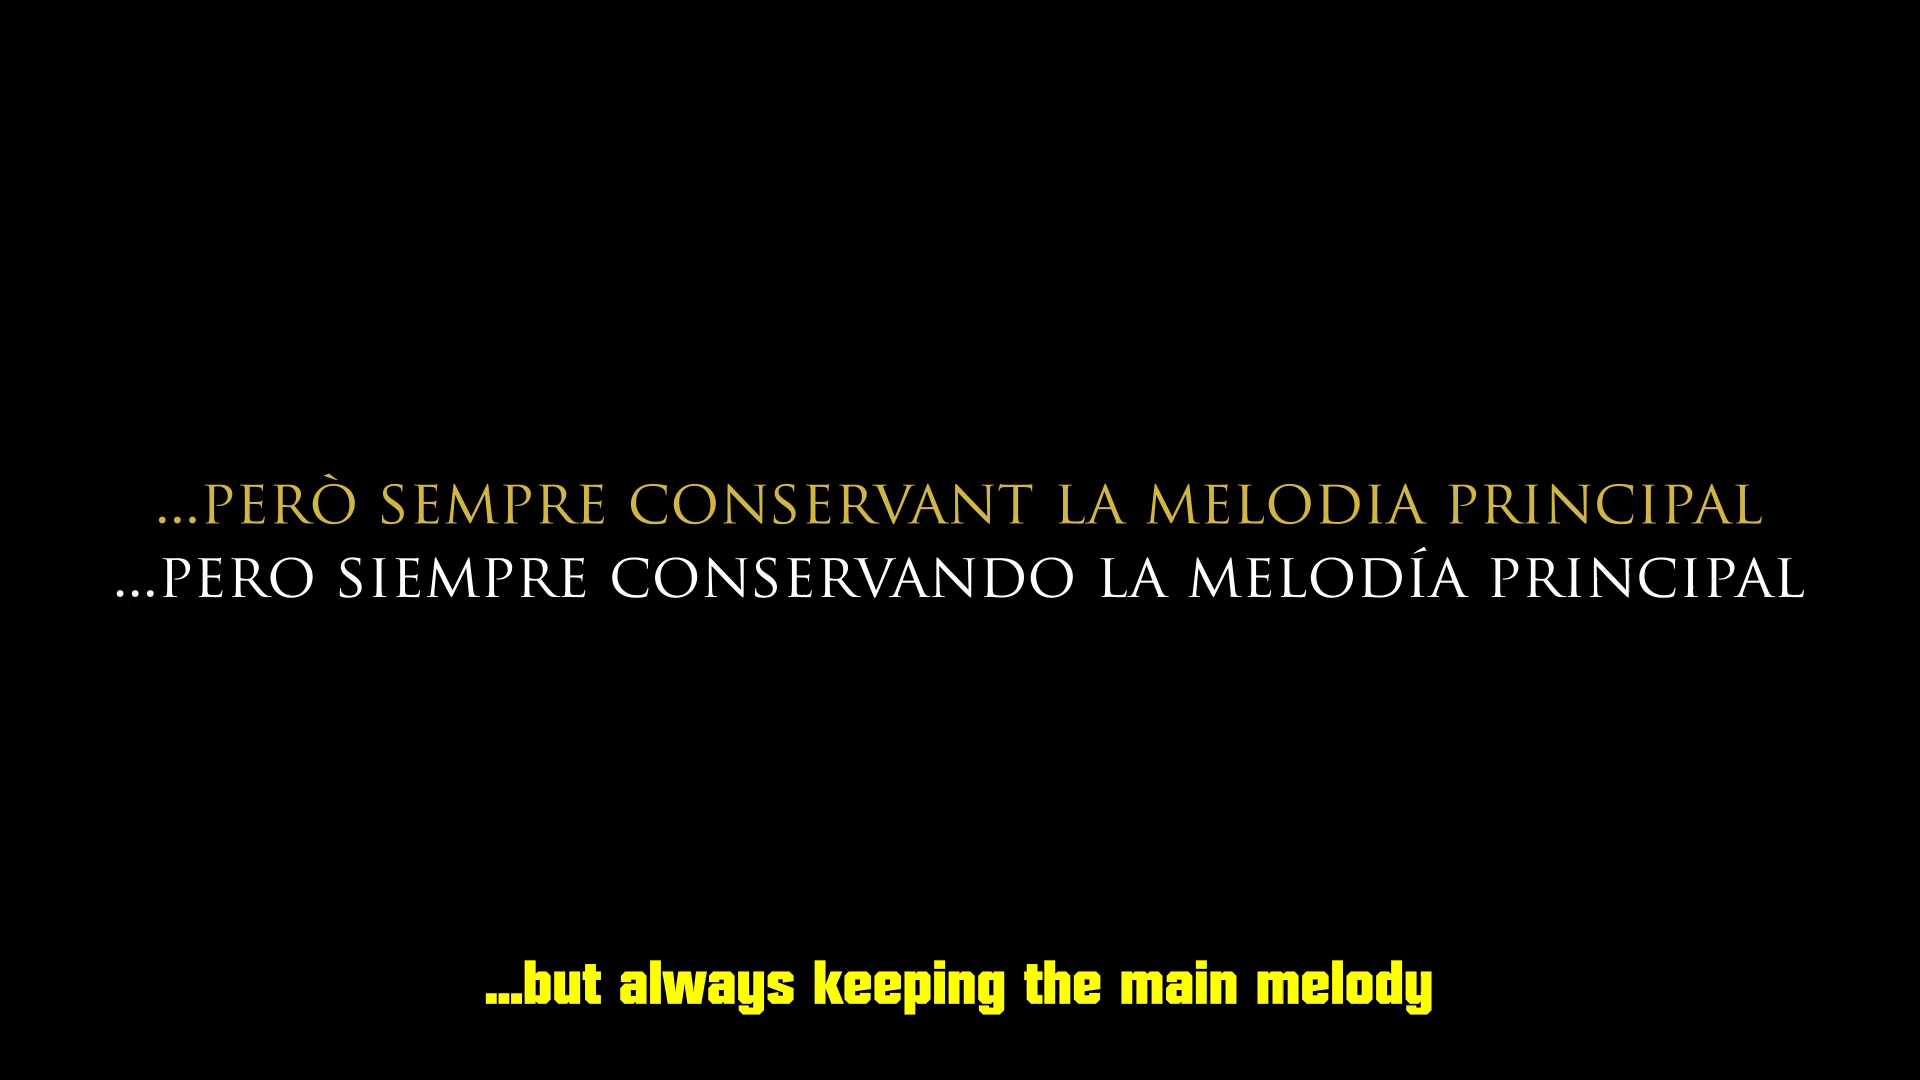 ...PERÒ SEMPRE CONSERVANT LA MELODIA PRINCIPAL
...PERO SIEMPRE CONSERVANDO LA MELODÍA PRINCIPAL
...but always keeping the main melody